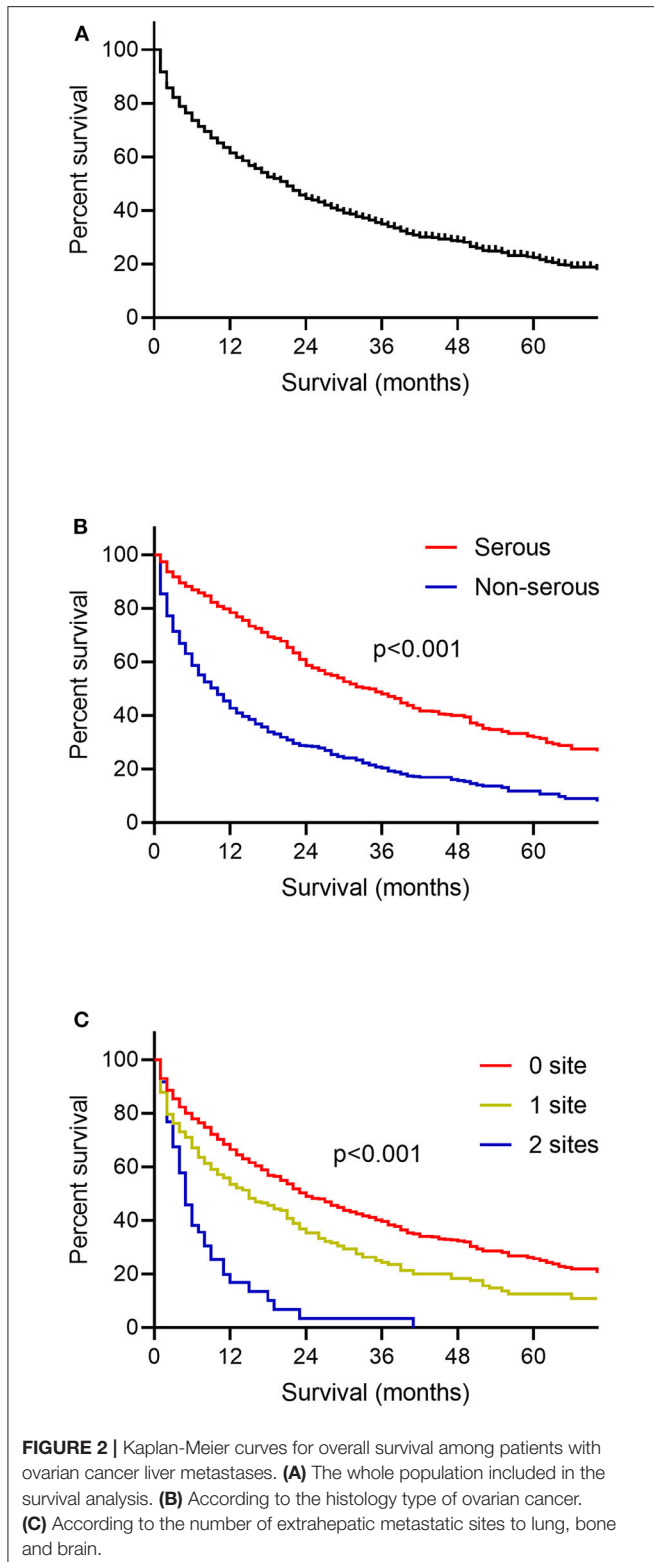 A
100
80
60
40
20
0
Percent survival
0 12 24 36 48 60
Survival (months)
B
Serous
Non-serous
p<0.001
100
80
60
40
20
0
Percent survival
0 12 24 36 48 60
Survival (months)
C
0 site
1 site
2 sites
p<0.001
100
80
60
40
20
0
Percent survival
0 12 24 36 48 60
Survival (months)
FIGURE 2 | Kaplan-Meier curves for overall survival among patients with
ovarian cancer liver metastases. (A) The whole population included in the
survival analysis. (B) According to the histology type of ovarian cancer.
(C) According to the number of extrahepatic metastatic sites to lung, bone
and brain.